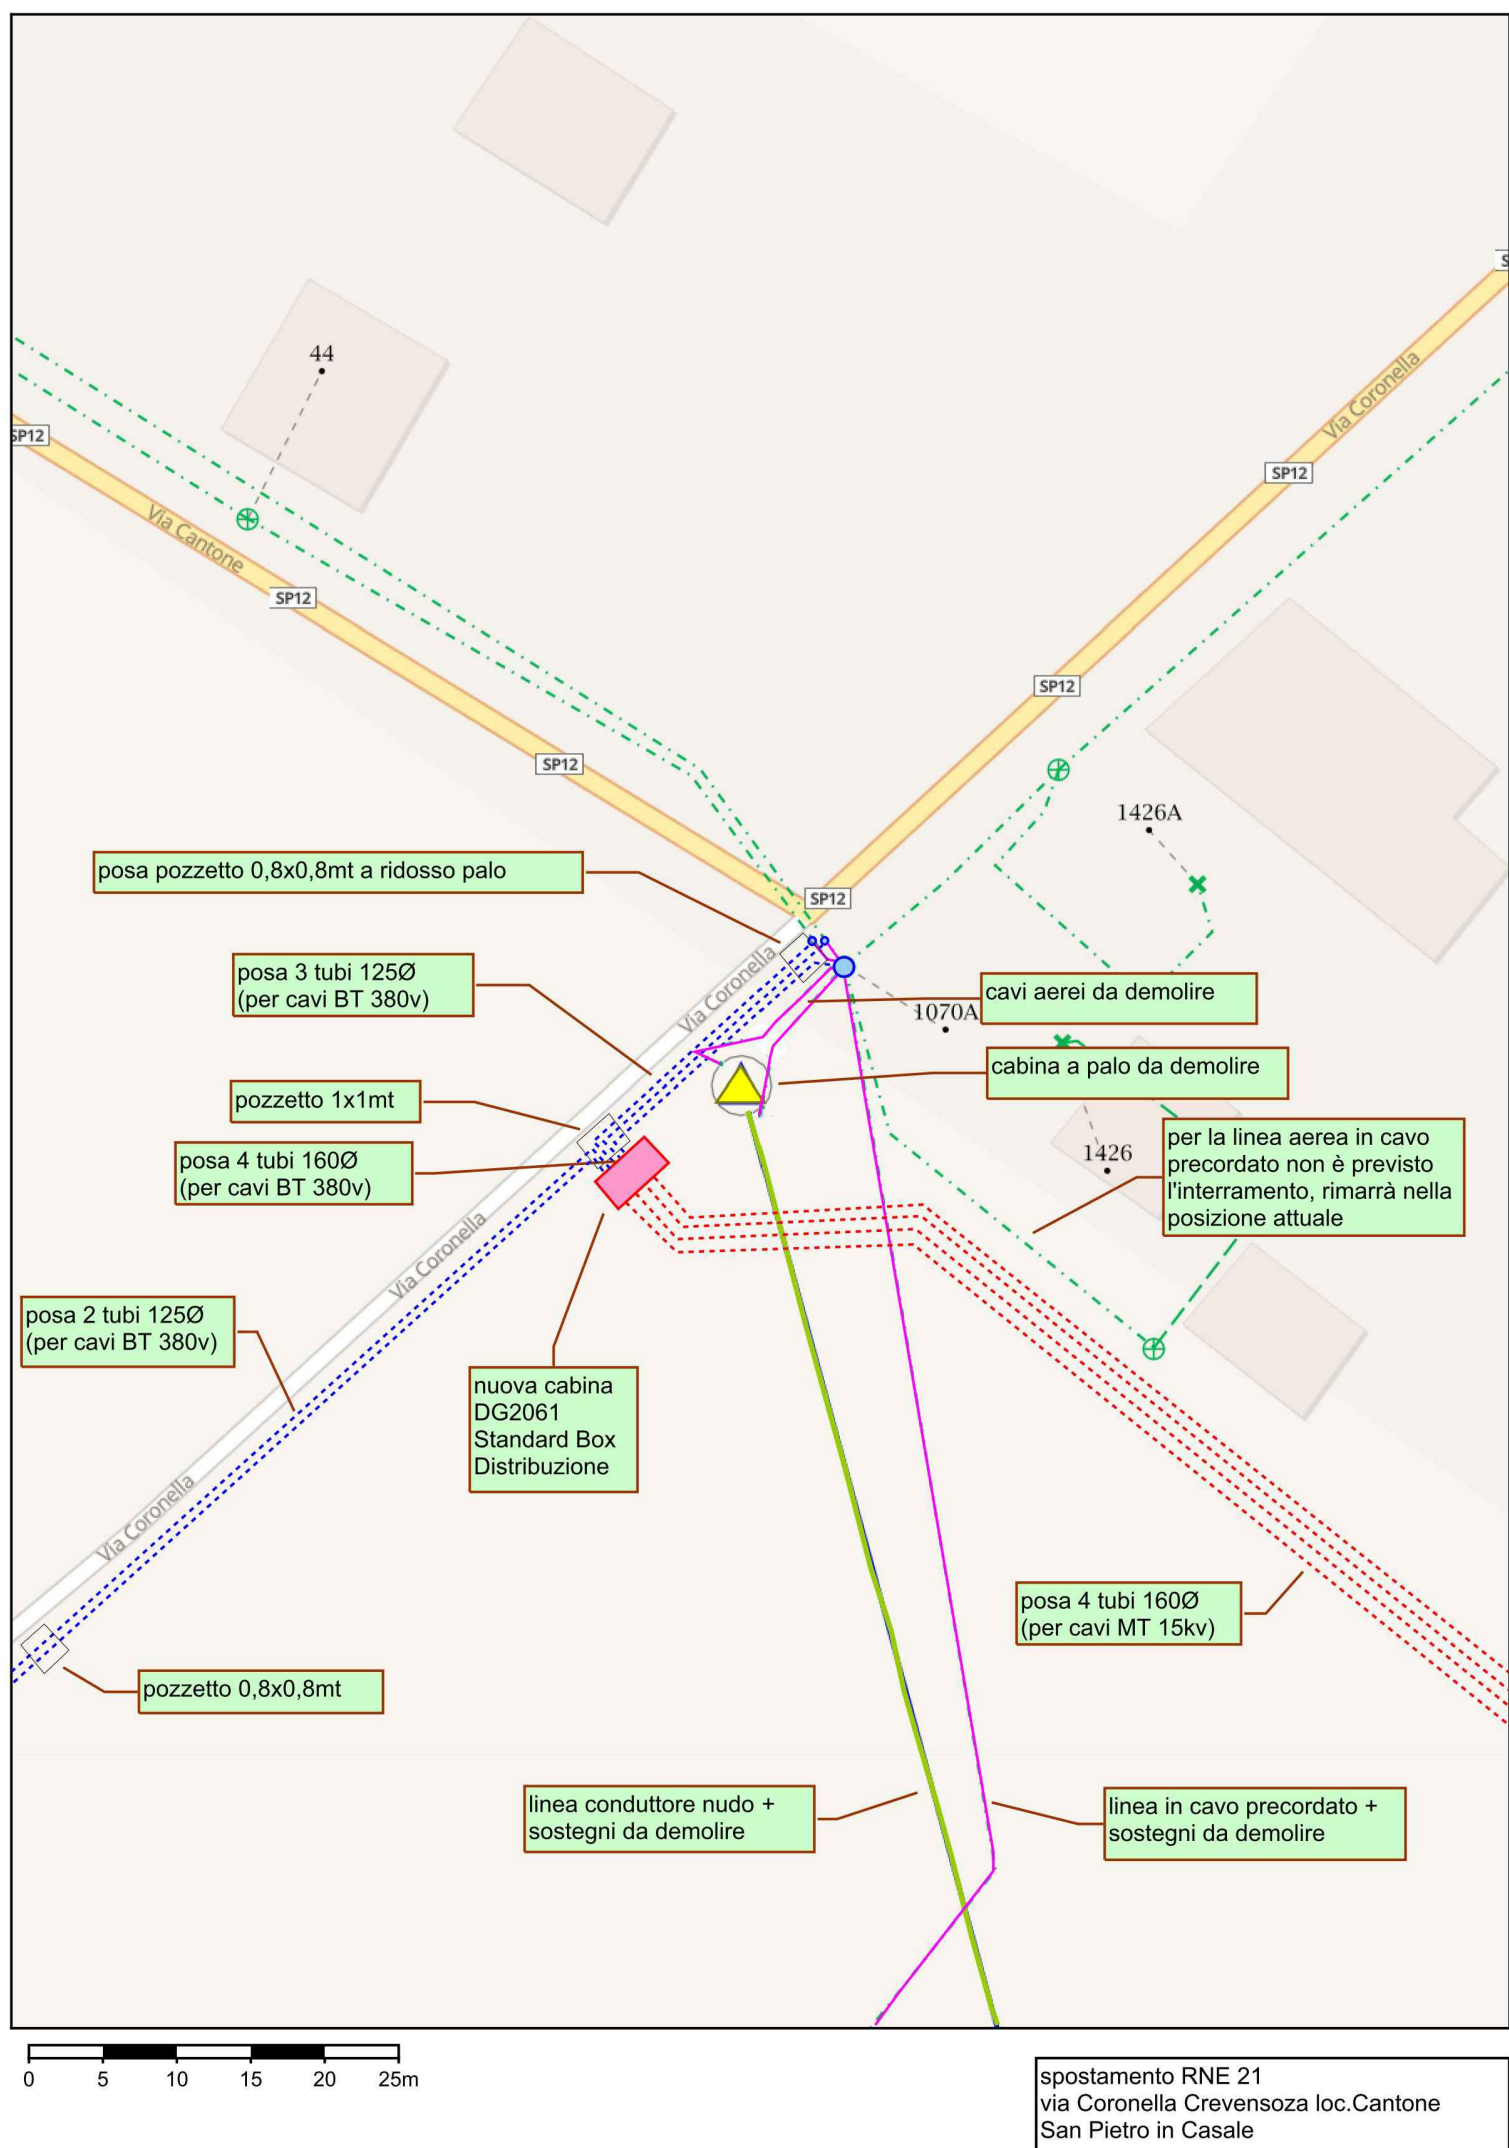 S
44
Via Coronella
SP12
SP12
Via Cantone
SP12
SP12
SP12
1426A
posa pozzetto 0,8x0,8mt a ridosso palo
SP12
posa 3 tubi 125Ø
(per cavi BT 380v)
Via Coronella
cavi aerei da demolire
1070A
cabina a palo da demolire
pozzetto 1x1mt
posa 4 tubi 160Ø
(per cavi BT 380v)
1426
per la linea aerea in cavo
precordato non è previsto
l'interramento, rimarrà nella
posizione attuale
Via Coronella
posa 2 tubi 125Ø
(per cavi BT 380v)
nuova cabina
DG2061
Standard Box
Distribuzione
Via Coronella
posa 4 tubi 160Ø
(per cavi MT 15kv)
pozzetto 0,8x0,8mt
linea conduttore nudo +
sostegni da demolire
linea in cavo precordato +
sostegni da demolire
0 5 10 15 20 25m
spostamento RNE 21
via Coronella Crevensoza loc.Cantone
San Pietro in Casale